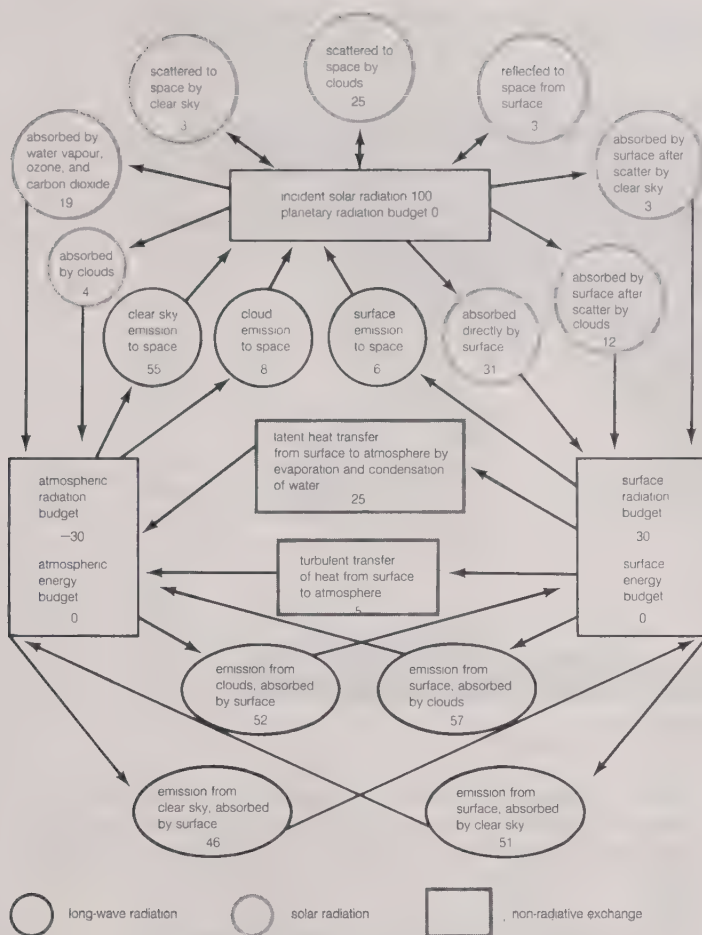 scattered to
space by
clear sky
3
scattered to
space by
clouds
25
reflected to
space from
surface
3
absorbed by
water vapour,
ozone, and
carbon dioxide
19
absorbed by
surface after
scatter by
clear sky
3
incident solar radiation 100
planetary radiation budget 0
absorbed
by clouds
4
clear sky
emission
to space
55
cloud
emission
to space
8
surface
emission
to space
6
absorbed
directly by
surface
31
absorbed by
surface after
scatter by
clouds
12
latent heat transfer
from surface to atmosphere by
evaporation and condensation
of water
25
atmospheric
radiation
budget
−30
atmospheric
energy
budget
0
surface
radiation
budget
30
surface
energy
budget
0
turbulent transfer
of heat from surface
to atmosphere
5
emission from
clouds, absorbed
by surface
52
emission from
surface, absorbed
by clouds
57
emission from
clear sky, absorbed
by surface
46
emission from
surface, absorbed
by clear sky
51
long-wave radiation
solar radiation
non-radiative exchange